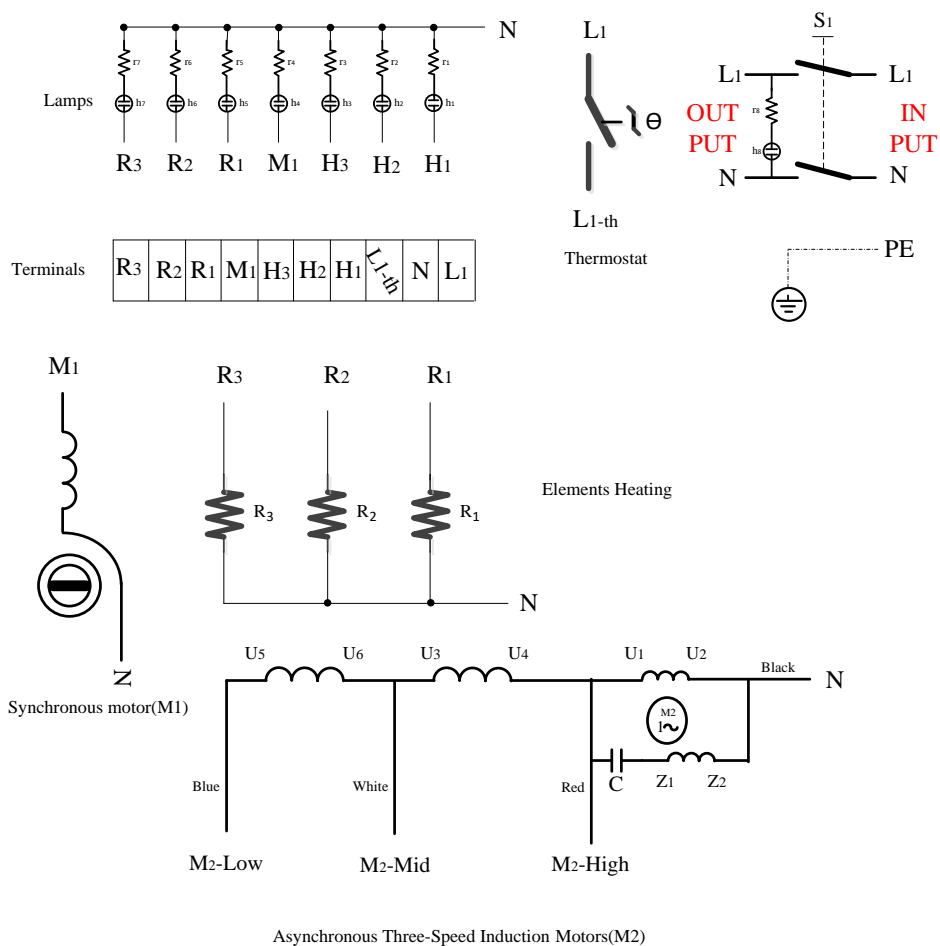 N
r7 r6 r5 r4 r3 r2 r1
Lamps h7 h6 h5 h4 h3 h2 h1
R3 R2 R1 M1 H3 H2 H1
L1
θ
L1-th
Thermostat
S1
L1 L1
r8
OUT PUT
IN PUT
h8
N N
PE
Terminals R3 R2 R1 M1 H3 H2 H1 L1-th N L1
M1
N
Synchronous motor(M1)
R3 R2 R1
R3 R2 R1
Elements Heating
N
U5 U6 U3 U4 U1 U2 Black N
M2
1~
Blue White Red C Z1 Z2
M2-Low M2-Mid M2-High
Asynchronous Three-Speed Induction Motors(M2)